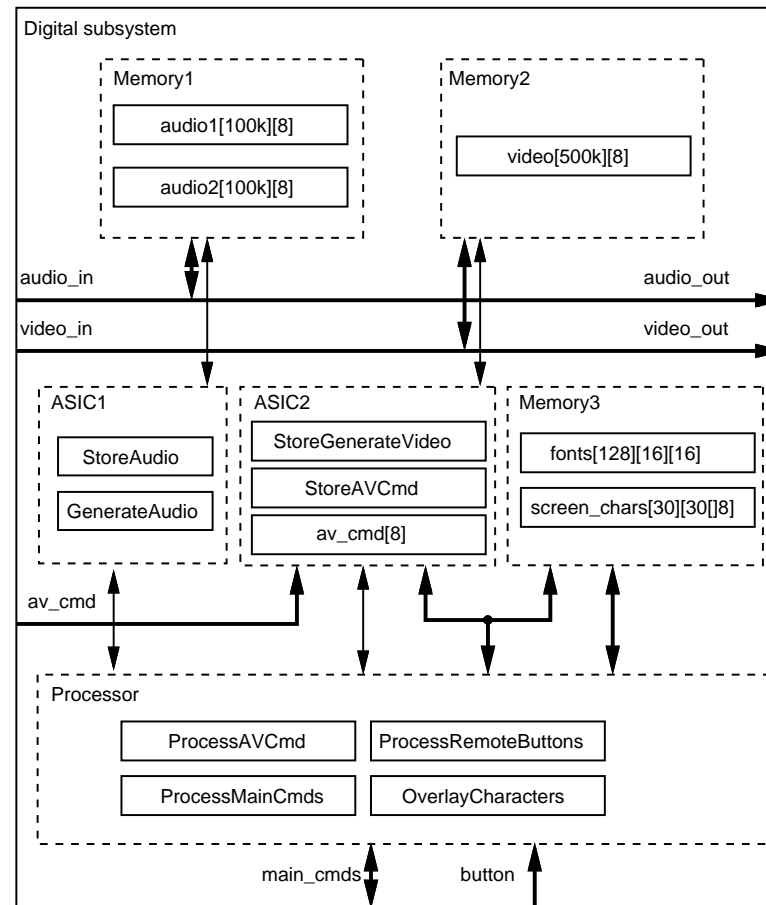 Digital subsystem
Memory1
audio1[100k][8]
audio2[100k][8]
Memory2
video[500k][8]
audio_in
audio_out
video_in
video_out
ASIC1
StoreAudio
GenerateAudio
ASIC2
StoreGenerateVideo
StoreAVCmd
av_cmd[8]
Memory3
fonts[128][16][16]
screen_chars[30][30[]8]
av_cmd
Processor
ProcessAVCmd
ProcessRemoteButtons
ProcessMainCmds
OverlayCharacters
main_cmds
button